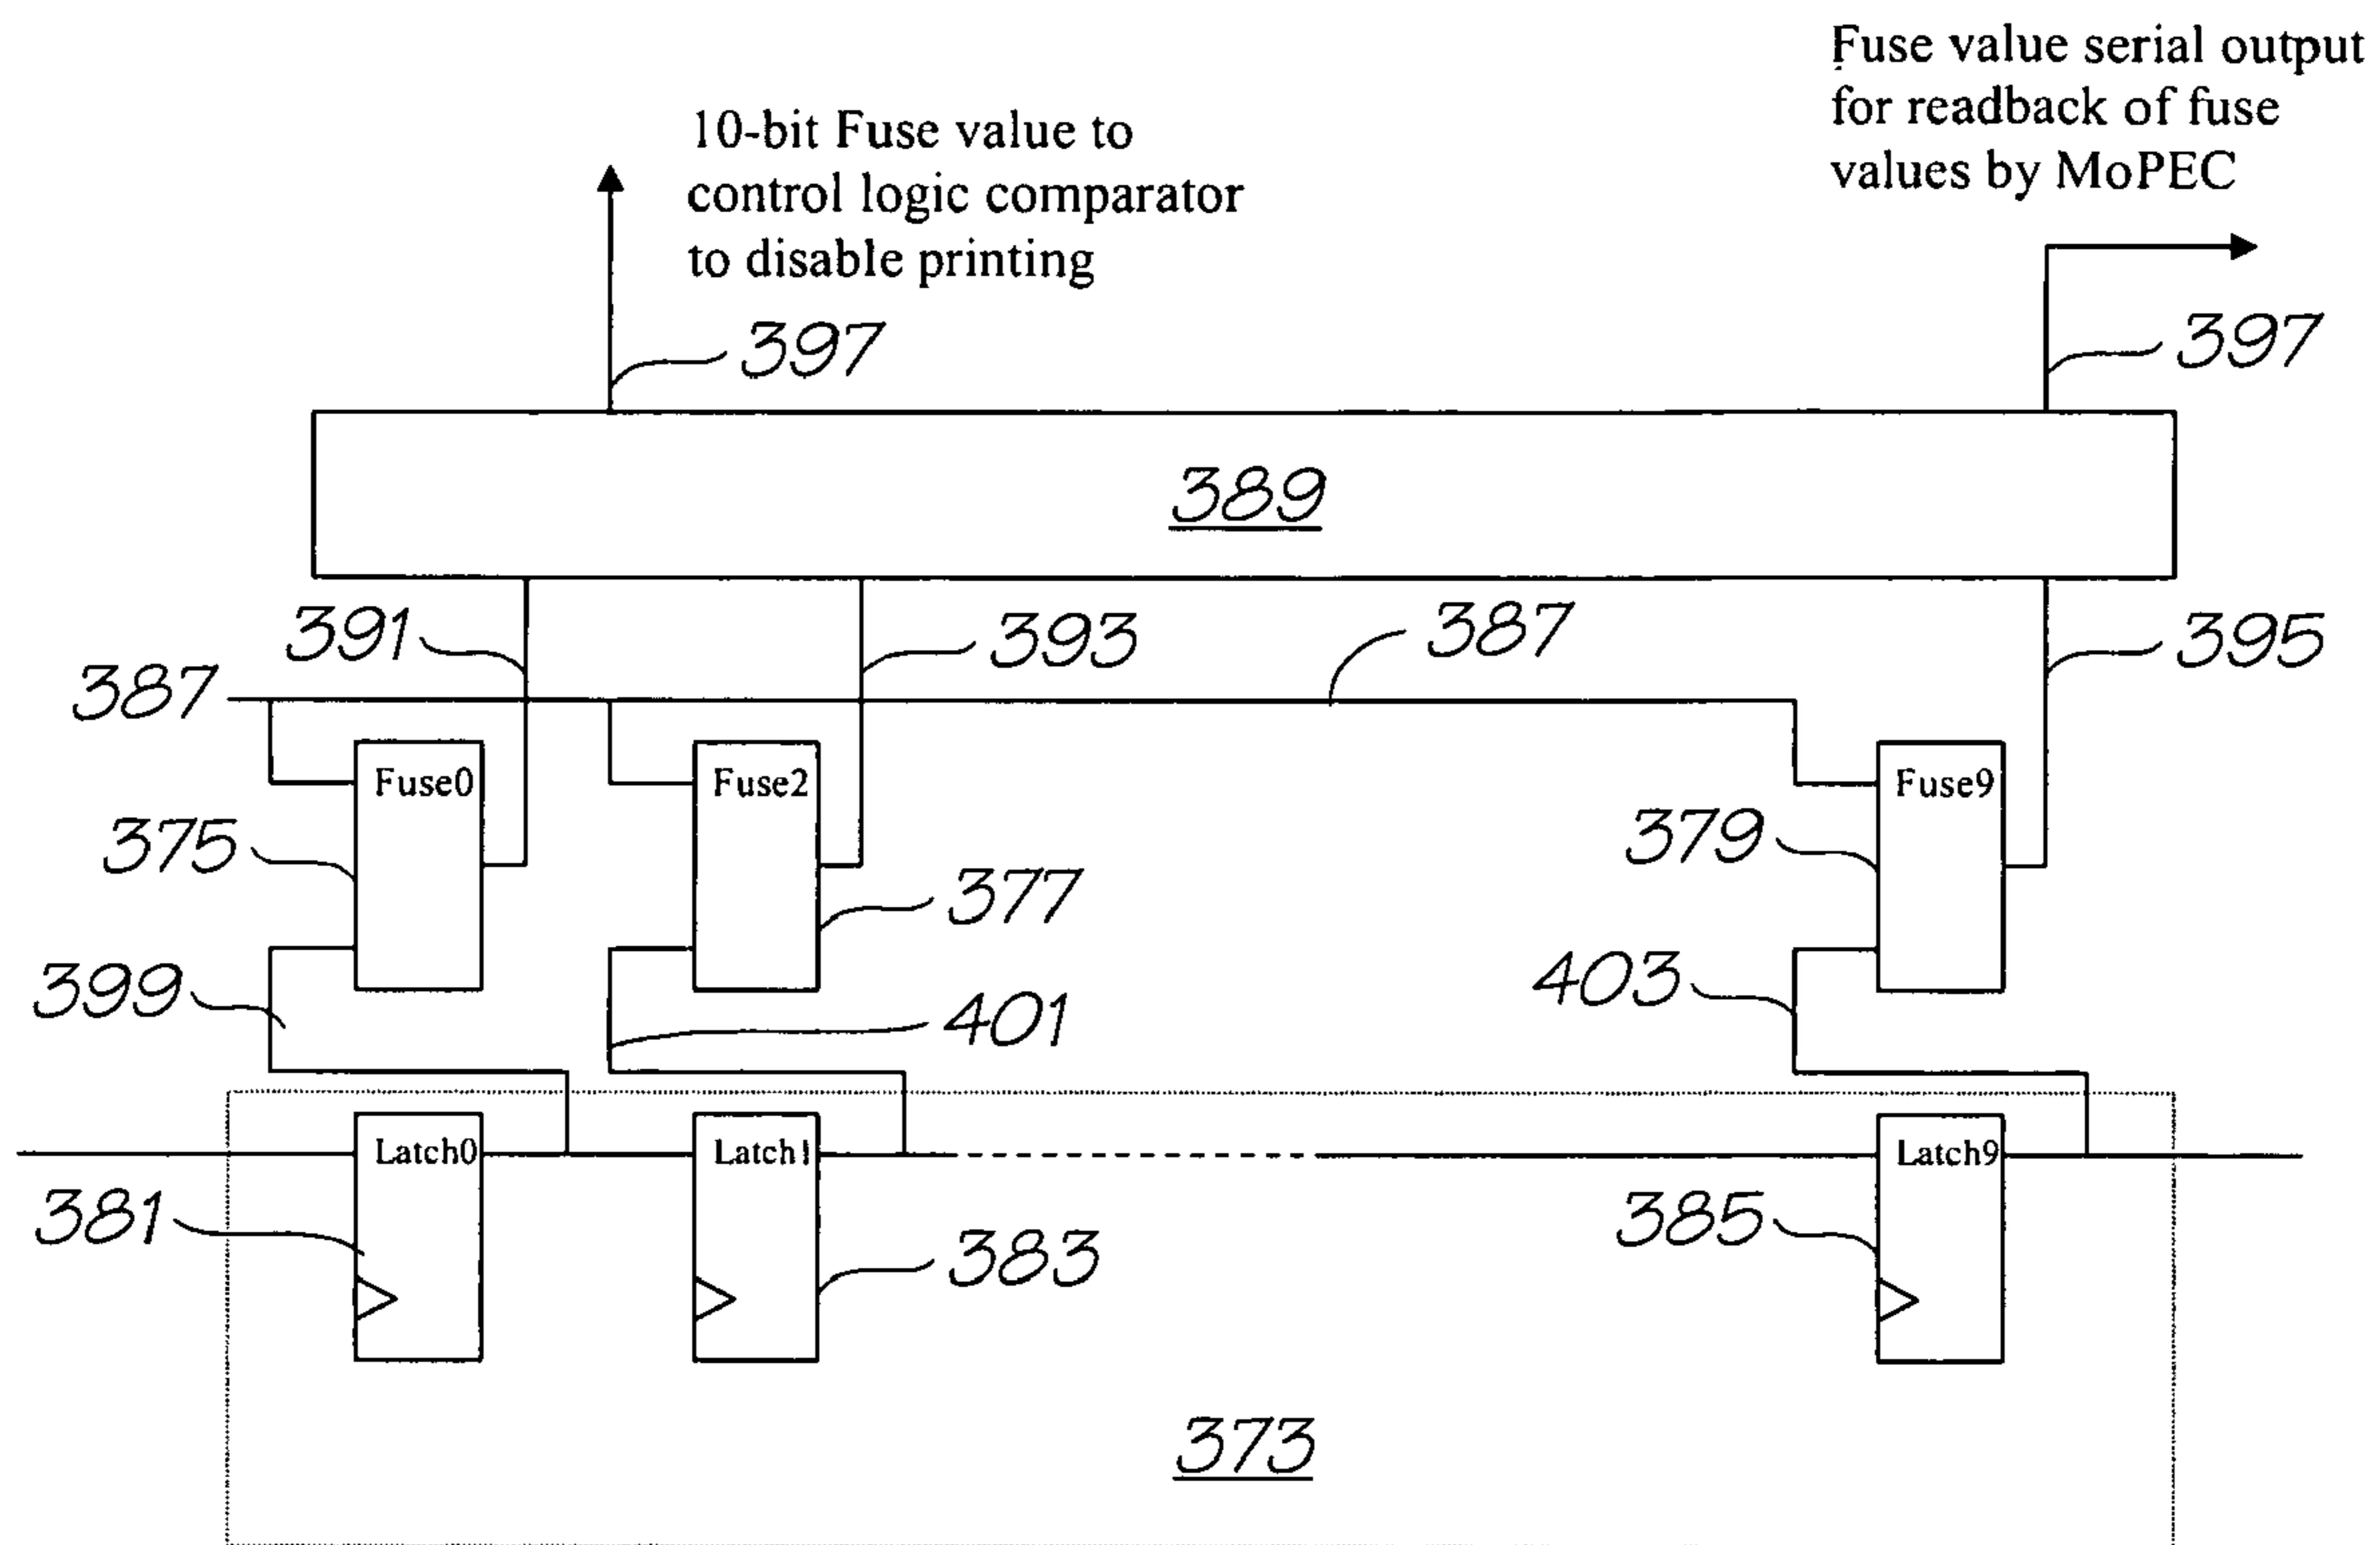 Fuse value serial output
for readback of fuse
values by MoPEC
10-bit Fuse value to
control logic comparator
to disable printing
397
397
389
391
393
387
395
387
Fuse0
Fuse2
Fuse9
375
379
377
399
403
401
Latch0
Latch1
Latch9
381
385
383
373